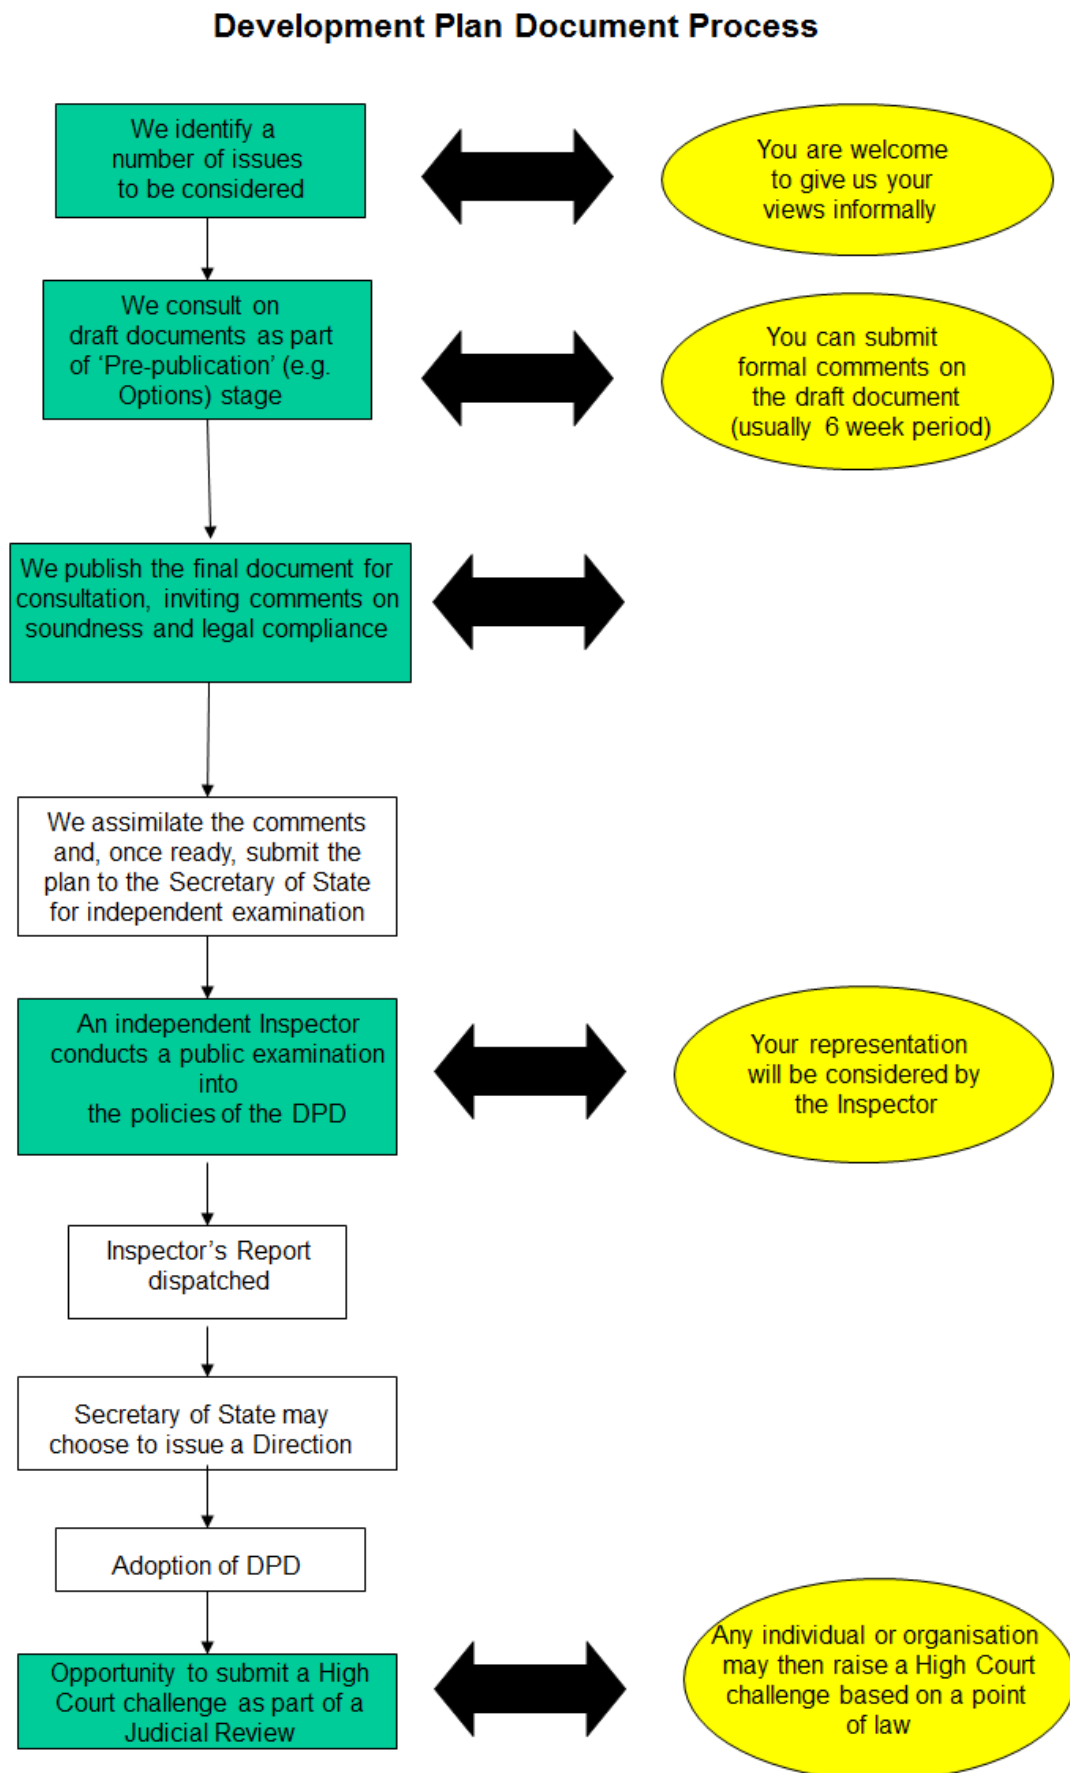 Development Plan Document Process
We identify a
number of issues
to be considered
You are welcome
to give us your
views informally
We consult on
draft documents as part
of ‘Pre-publication’ (e.g.
Options) stage
You can submit
formal comments on
the draft document
(usually 6 week period)
We publish the final document for
consultation, inviting comments on
soundness and legal compliance
We assimilate the comments
and, once ready, submit the
plan to the Secretary of State
for independent examination
An independent Inspector
conducts a public examination
into
the policies of the DPD
Your representation
will be considered by
the Inspector
Inspector’s Report
dispatched
Secretary of State may
choose to issue a Direction
Adoption of DPD
Opportunity to submit a High
Court challenge as part of a
Judicial Review
Any individual or organisation
may then raise a High Court
challenge based on a point
of law